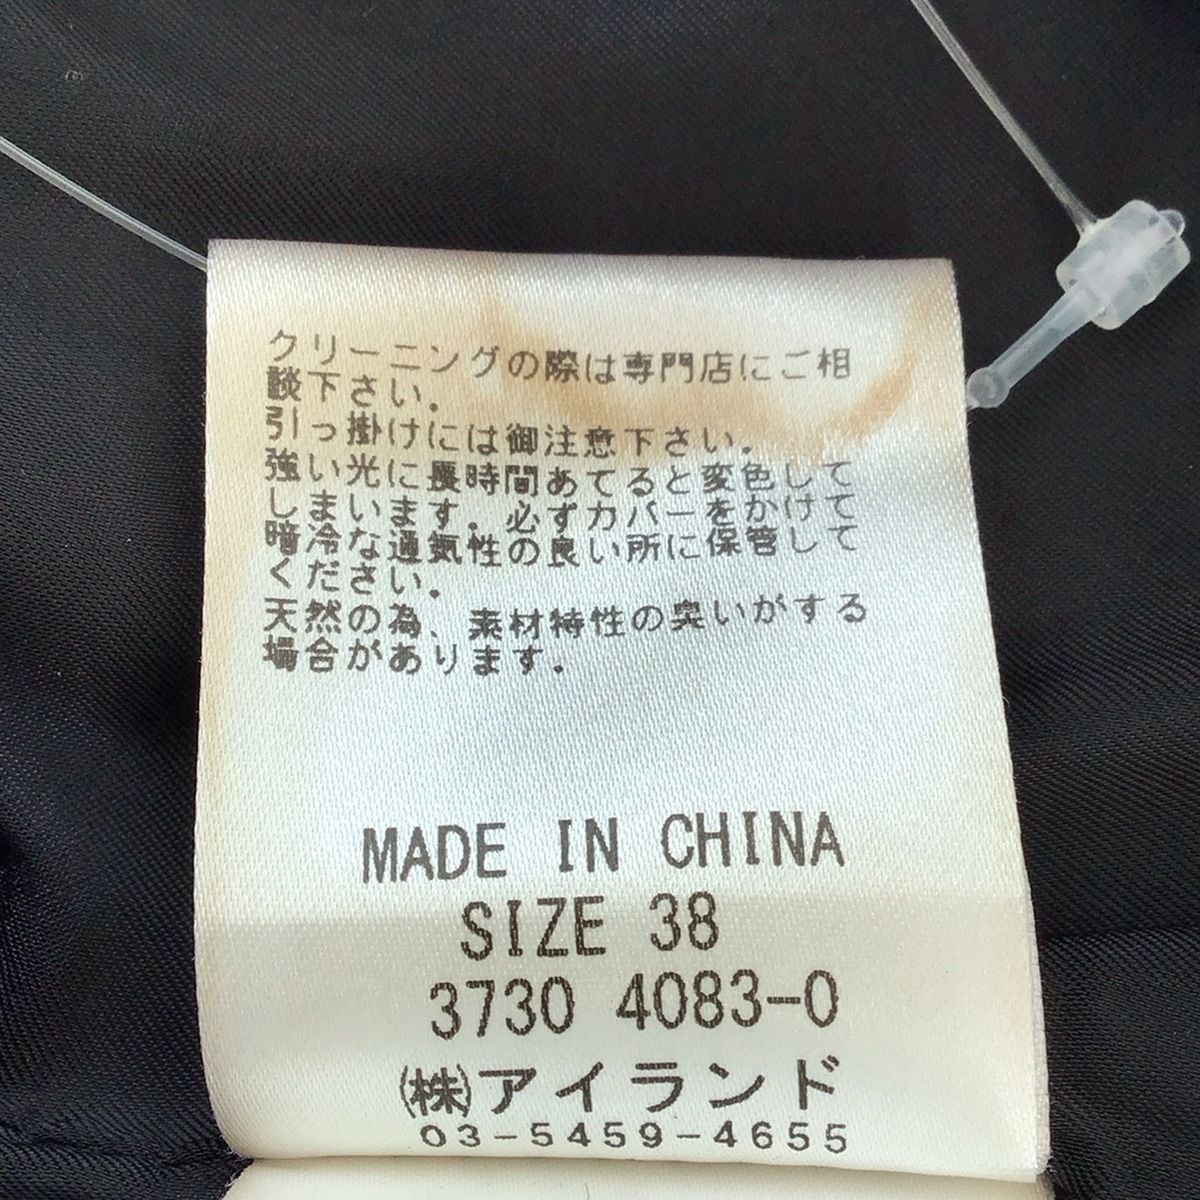 クリーニングの際は専門店にご相
談下さい.
引っ掛けには御注意下さい.
強い光に長時間あてると変色して
しまいます.必ずカバーをかけて
暗冷な通気性の良い所に保管して
ください.
天然の為、素材特性の臭いがする
場合があります.
MADE IN CHINA
SIZE 38
3730 4083-0
㈱アイランド
03-5459-4655